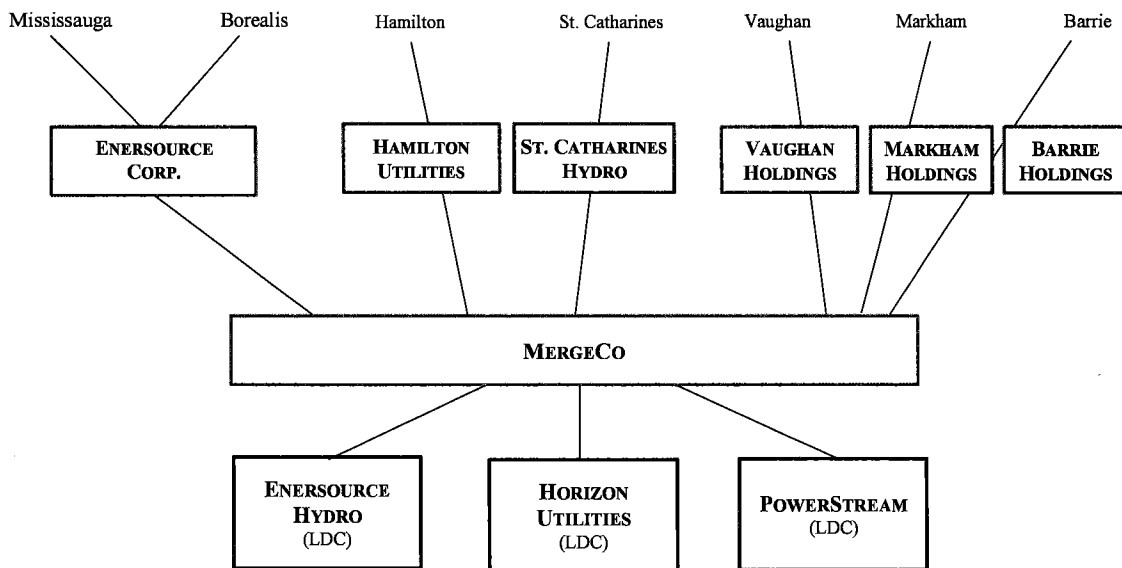 Mississauga
Borealis
Hamilton
St. Catharines
Vaughan
Markham
Barrie
ENERSOURCE
CORP.
HAMILTON
UTILITIES
ST. CATHARINES
HYDRO
VAUGHAN
HOLDINGS
MARKHAM
HOLDINGS
BARRIE
HOLDINGS
MERGECO
ENERSOURCE
HYDRO
(LDC)
HORIZON
UTILITIES
(LDC)
POWERSTREAM
(LDC)